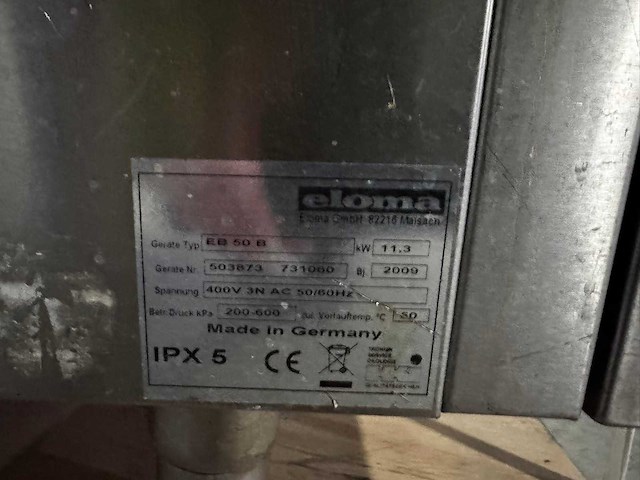 eloma
Eloma GmbH 82216 Maisach
Geräte Typ EB 50 B kW 11.3
Geräte Nr. 503873 731080 Bj 2009
Spannung 400V 3N AC 50/60Hz
Betr.Druck kPa 200-600 zul. Vorlauftemp. °C
Made in Germany
IPX 5 CE